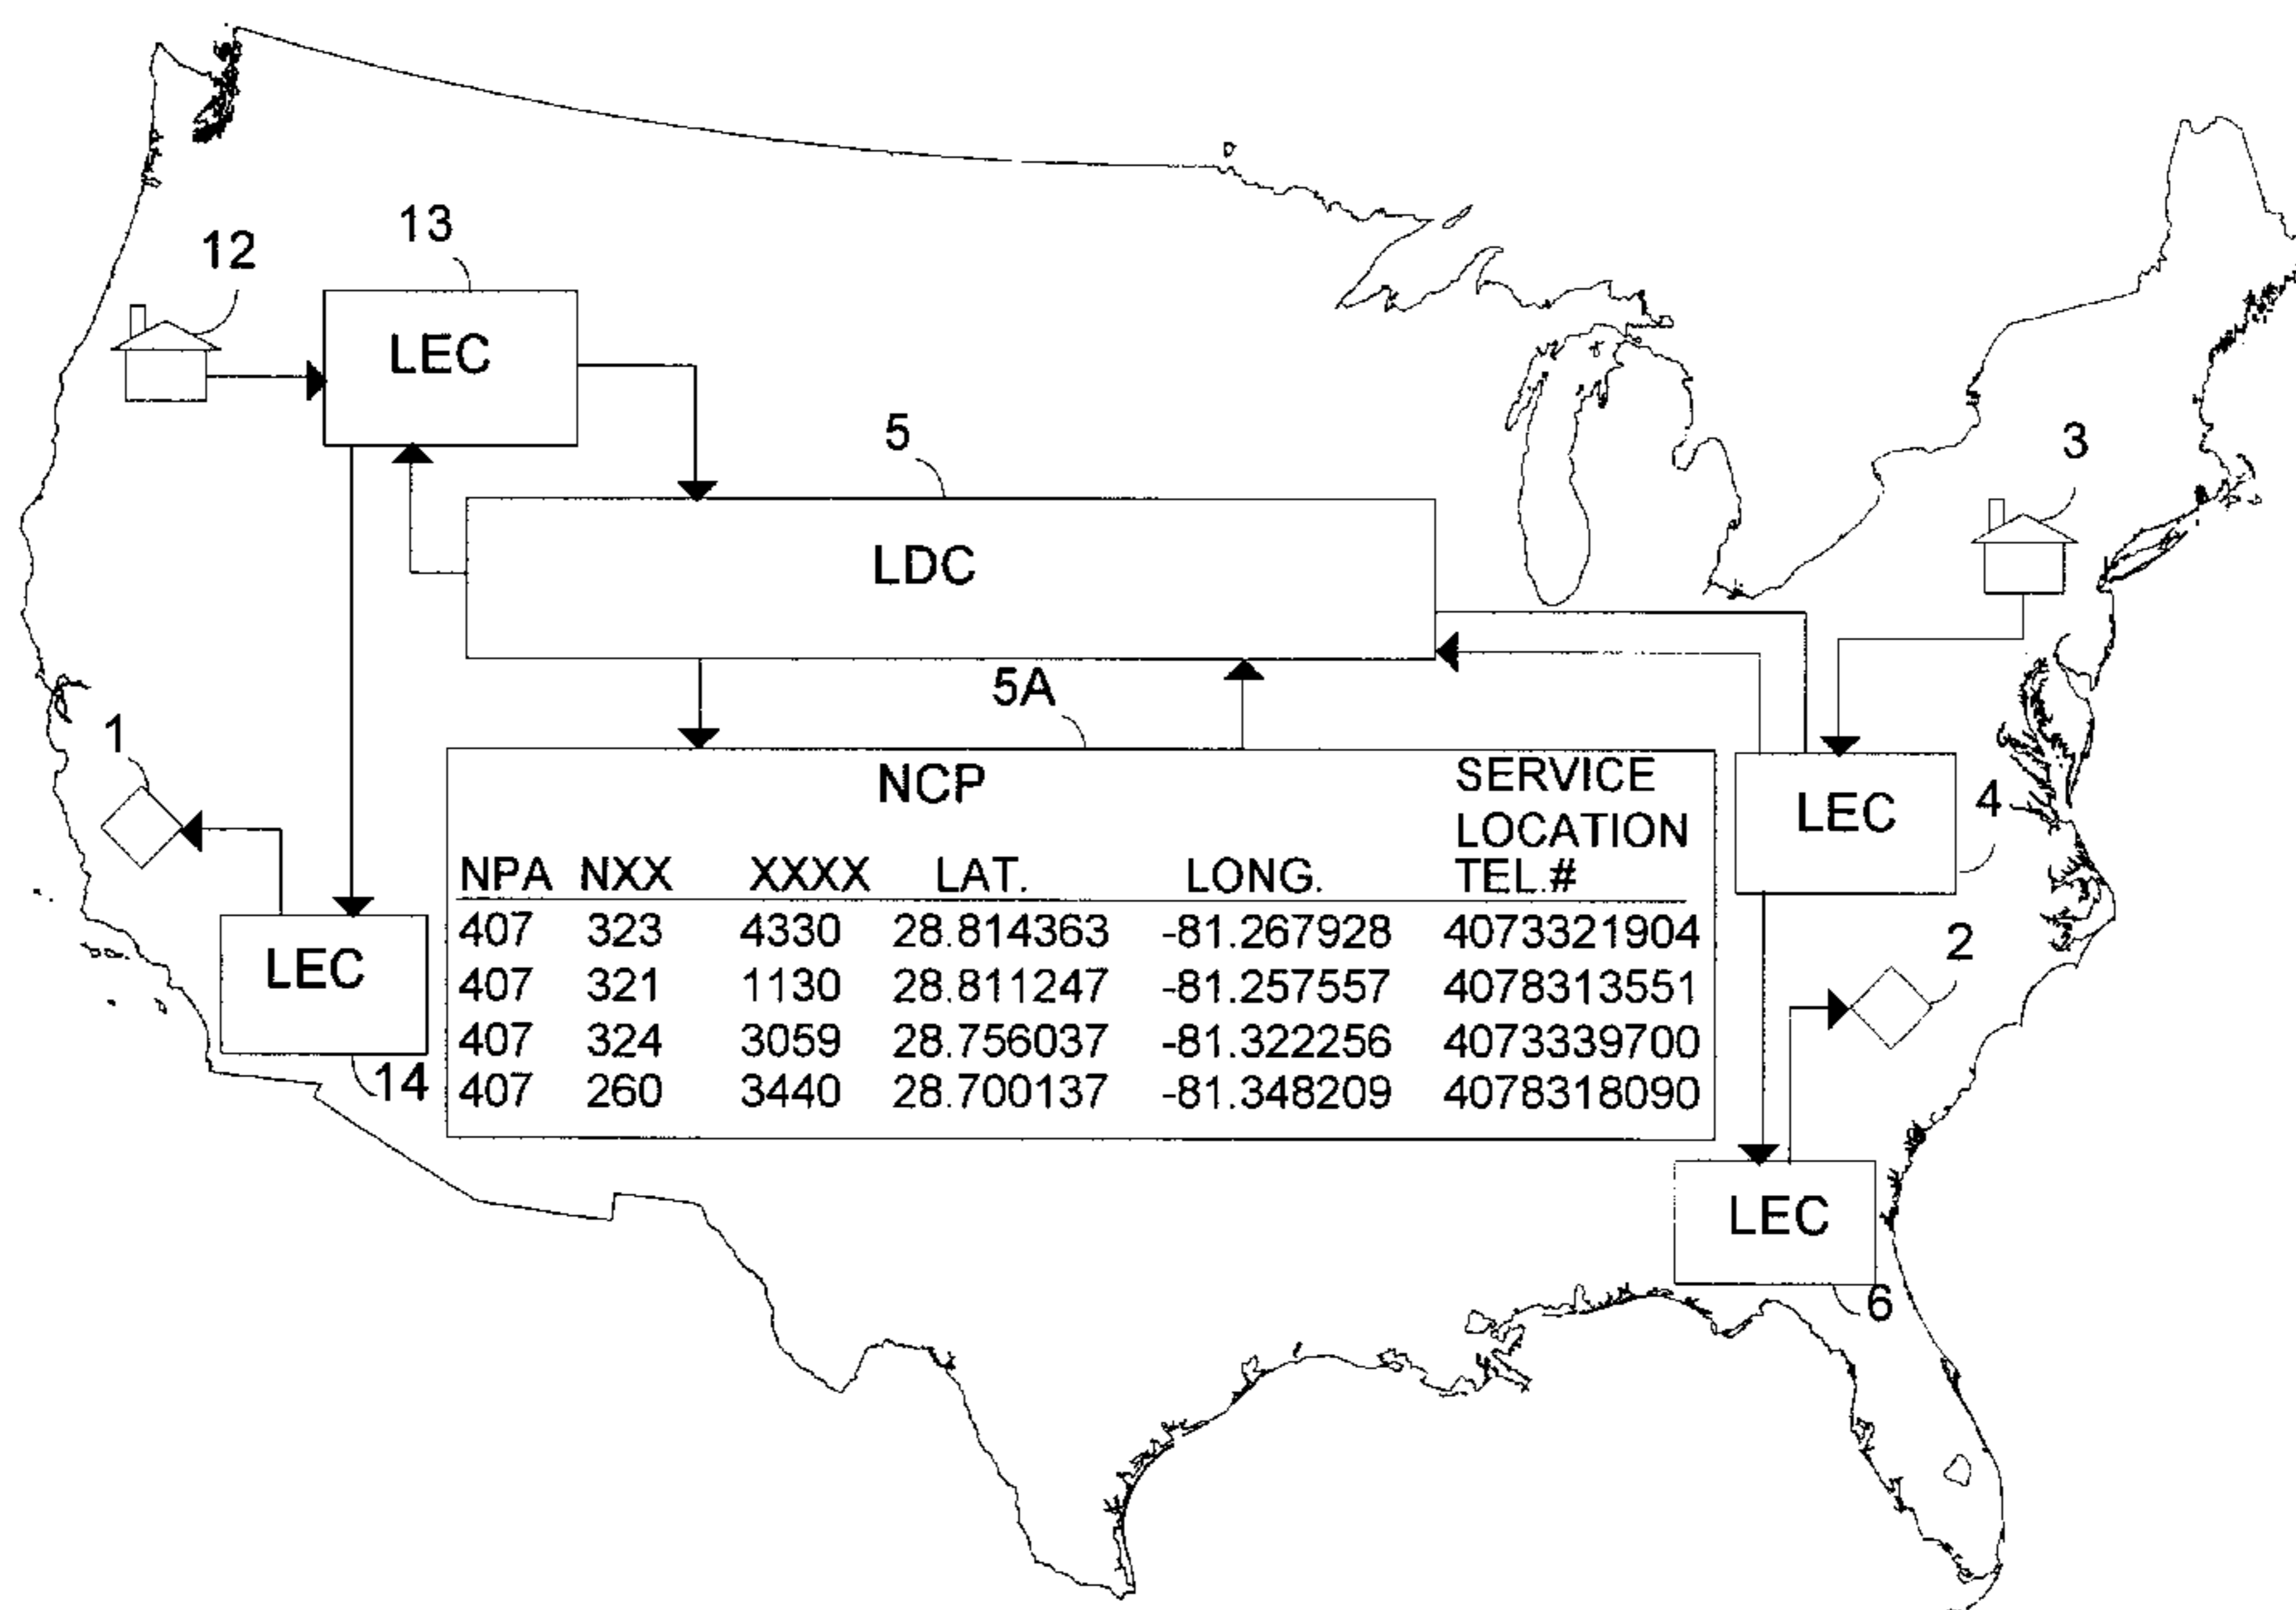 13
12
LEC
5
3
LDC
5A
1
NCP
SERVICE
LOCATION
NPA NXX XXXX LAT. LONG. TEL.#
407 323 4330 28.814363 -81.267928 4073321904
407 321 1130 28.811247 -81.257557 4078313551
407 324 3059 28.756037 -81.322256 4073339700
407 260 3440 28.700137 -81.348209 4078318090
LEC
4
LEC
14
2
LEC
6